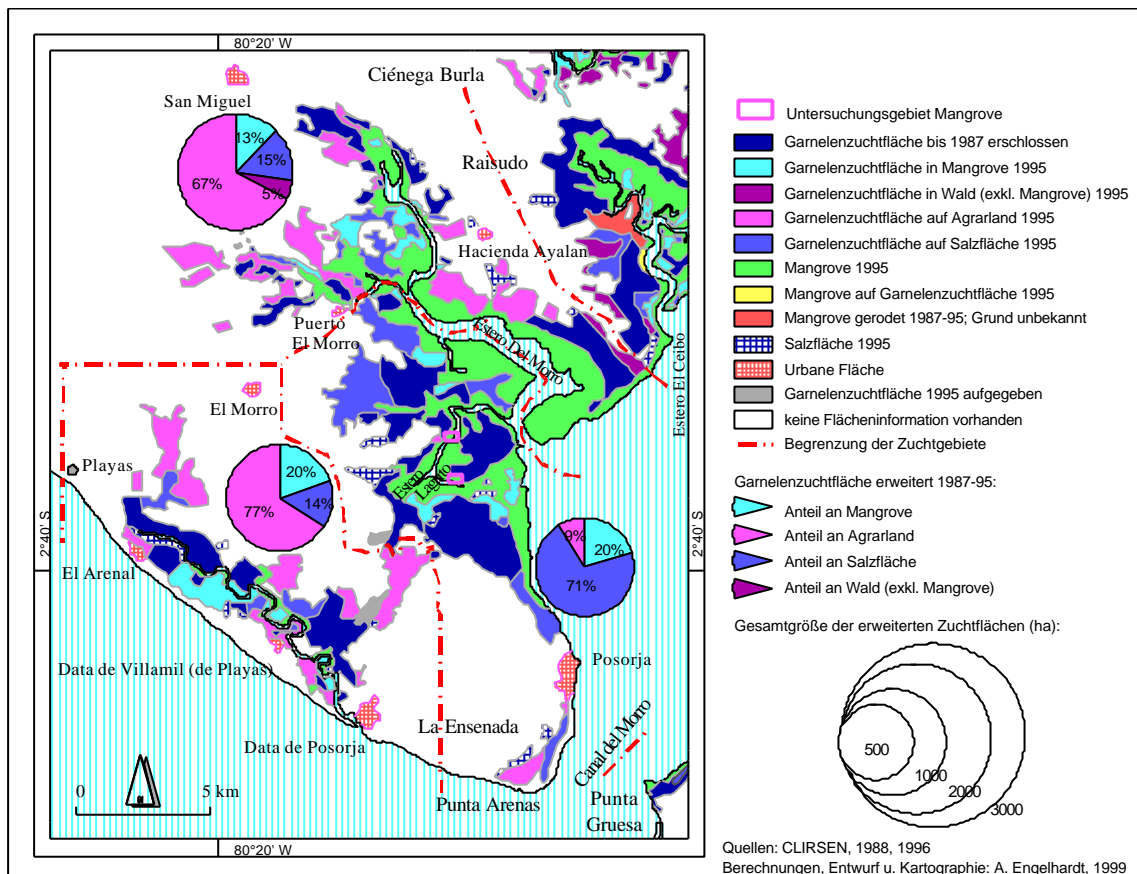 80°20' W
Ciénega Burla
San Miguel
13%
15%
67%
5%
Raisudo
Hacienda Ayalan
Puerto
El Morro
Estero Del Morro
Estero El Ceibo
El Morro
Playas
Estero
Lagarto
20%
14%
77%
2°40' S
2°40' S
9%
20%
71%
El Arenal
Data de Villamil (de Playas)
Posorja
La Ensenada
Data de Posorja
Canal del Morro
0 5 km
Punta Arenas
Punta
Gruesa
80°20' W
Untersuchungsgebiet Mangrove
Garnelenzuchtfläche bis 1987 erschlossen
Garnelenzuchtfläche in Mangrove 1995
Garnelenzuchtfläche in Wald (exkl. Mangrove) 1995
Garnelenzuchtfläche auf Agrarland 1995
Garnelenzuchtfläche auf Salzfläche 1995
Mangrove 1995
Mangrove auf Garnelenzuchtfläche 1995
Mangrove gerodet 1987-95; Grund unbekannt
Salzfläche 1995
Urbane Fläche
Garnelenzuchtfläche 1995 aufgegeben
keine Flächeninformation vorhanden
Begrenzung der Zuchtgebiete
Garnelenzuchtfläche erweitert 1987-95:
Anteil an Mangrove
Anteil an Agrarland
Anteil an Salzfläche
Anteil an Wald (exkl. Mangrove)
Gesamtgröße der erweiterten Zuchtflächen (ha):
500
1000
2000
3000
Quellen: CLIRSEN, 1988, 1996
Berechnungen, Entwurf u. Kartographie: A. Engelhardt, 1999